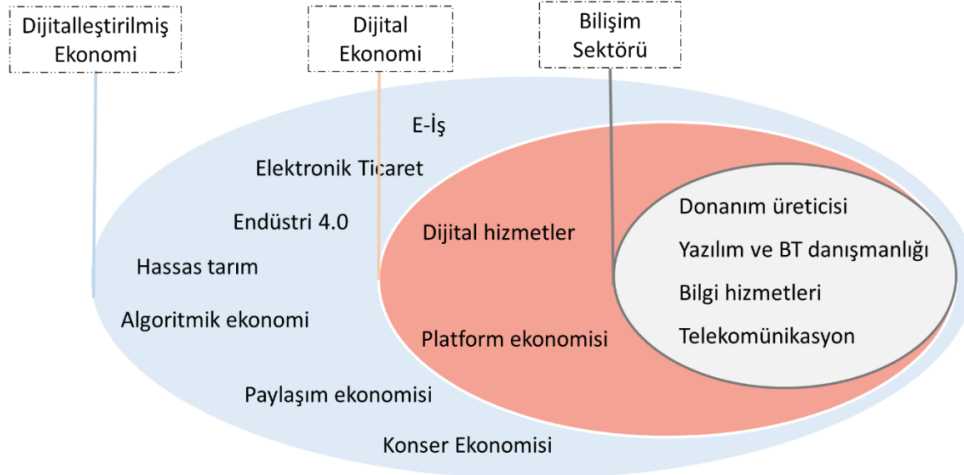 Dijitalleştirilmiş
Ekonomi
Dijital
Ekonomi
Bilişim
Sektörü
E-İş
Elektronik Ticaret
Endüstri 4.0
Hassas tarım
Algoritmik ekonomi
Paylaşım ekonomisi
Konser Ekonomisi
Dijital hizmetler
Platform ekonomisi
Donanım üreticisi
Yazılım ve BT danışmanlığı
Bilgi hizmetleri
Telekomünikasyon